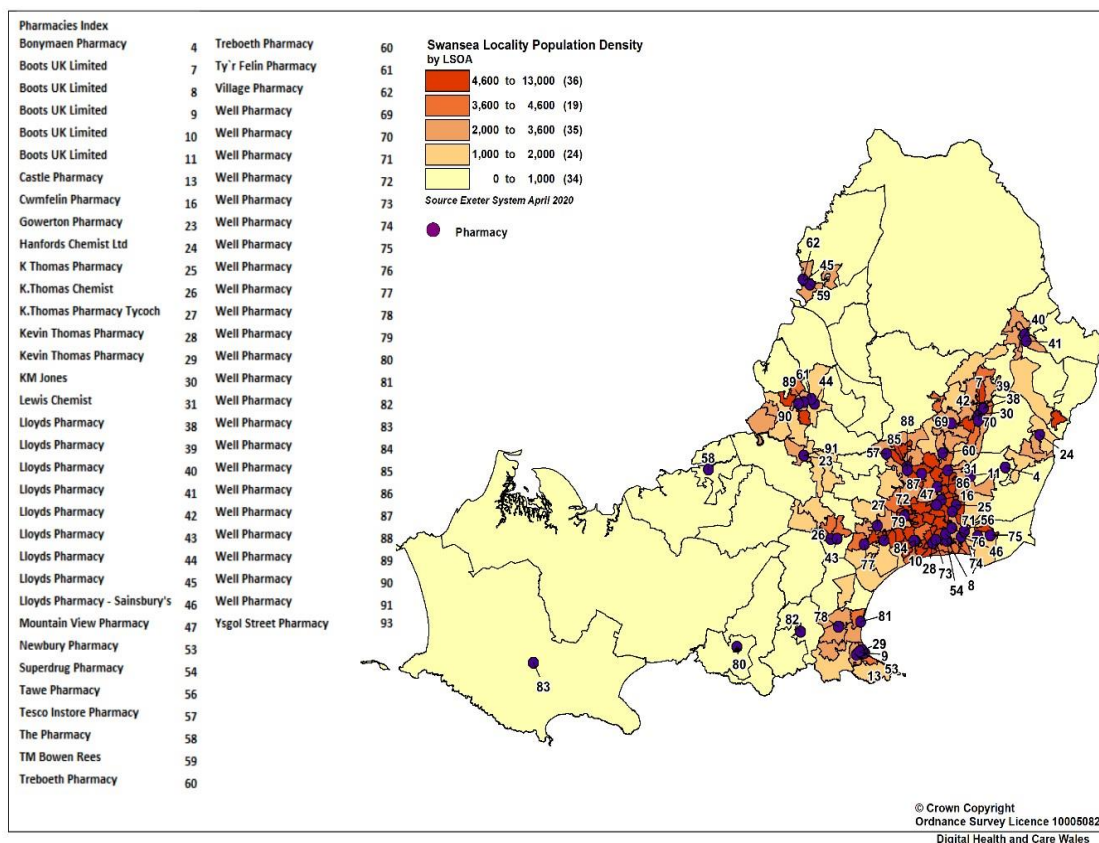 Pharmacies Index
Bonymaen Pharmacy 4
Boots UK Limited 7
Boots UK Limited 8
Boots UK Limited 9
Boots UK Limited 10
Boots UK Limited 11
Castle Pharmacy 13
Cwmfelin Pharmacy 16
Gowerton Pharmacy 23
Hanfords Chemist Ltd 24
K Thomas Pharmacy 25
K.Thomas Chemist 26
K.Thomas Pharmacy Tycoch 27
Kevin Thomas Pharmacy 28
Kevin Thomas Pharmacy 29
KM Jones 30
Lewis Chemist 31
Lloyds Pharmacy 38
Lloyds Pharmacy 39
Lloyds Pharmacy 40
Lloyds Pharmacy 41
Lloyds Pharmacy 42
Lloyds Pharmacy 43
Lloyds Pharmacy 44
Lloyds Pharmacy 45
Lloyds Pharmacy - Sainsbury's 46
Mountain View Pharmacy 47
Newbury Pharmacy 53
Superdrug Pharmacy 54
Tawe Pharmacy 56
Tesco Instore Pharmacy 57
The Pharmacy 58
TM Bowen Rees 59
Treboeth Pharmacy 60
Treboeth Pharmacy 60
Ty`r Felin Pharmacy 61
Village Pharmacy 62
Well Pharmacy 69
Well Pharmacy 70
Well Pharmacy 71
Well Pharmacy 72
Well Pharmacy 73
Well Pharmacy 74
Well Pharmacy 75
Well Pharmacy 76
Well Pharmacy 77
Well Pharmacy 78
Well Pharmacy 79
Well Pharmacy 80
Well Pharmacy 81
Well Pharmacy 82
Well Pharmacy 83
Well Pharmacy 84
Well Pharmacy 85
Well Pharmacy 86
Well Pharmacy 87
Well Pharmacy 88
Well Pharmacy 89
Well Pharmacy 90
Well Pharmacy 91
Ysgol Street Pharmacy 93
Swansea Locality Population Density
by LSOA
4,600 to 13,000 (36)
3,600 to 4,600 (19)
2,000 to 3,600 (35)
1,000 to 2,000 (24)
0 to 1,000 (34)
Source Exeter System April 2020
Pharmacy
62
45
59
40
41
89
61
44
90
7
39
42
38
30
69
70
88
24
58
91
23
57
85
60
31
11
4
87
86
47
16
72
25
27
79
71
56
75
26
43
77
84
10
28
73
54
8
74
76
46
82
78
81
80
83
29
9
53
13
© Crown Copyright
Ordnance Survey Licence 10005082
Digital Health and Care Wales